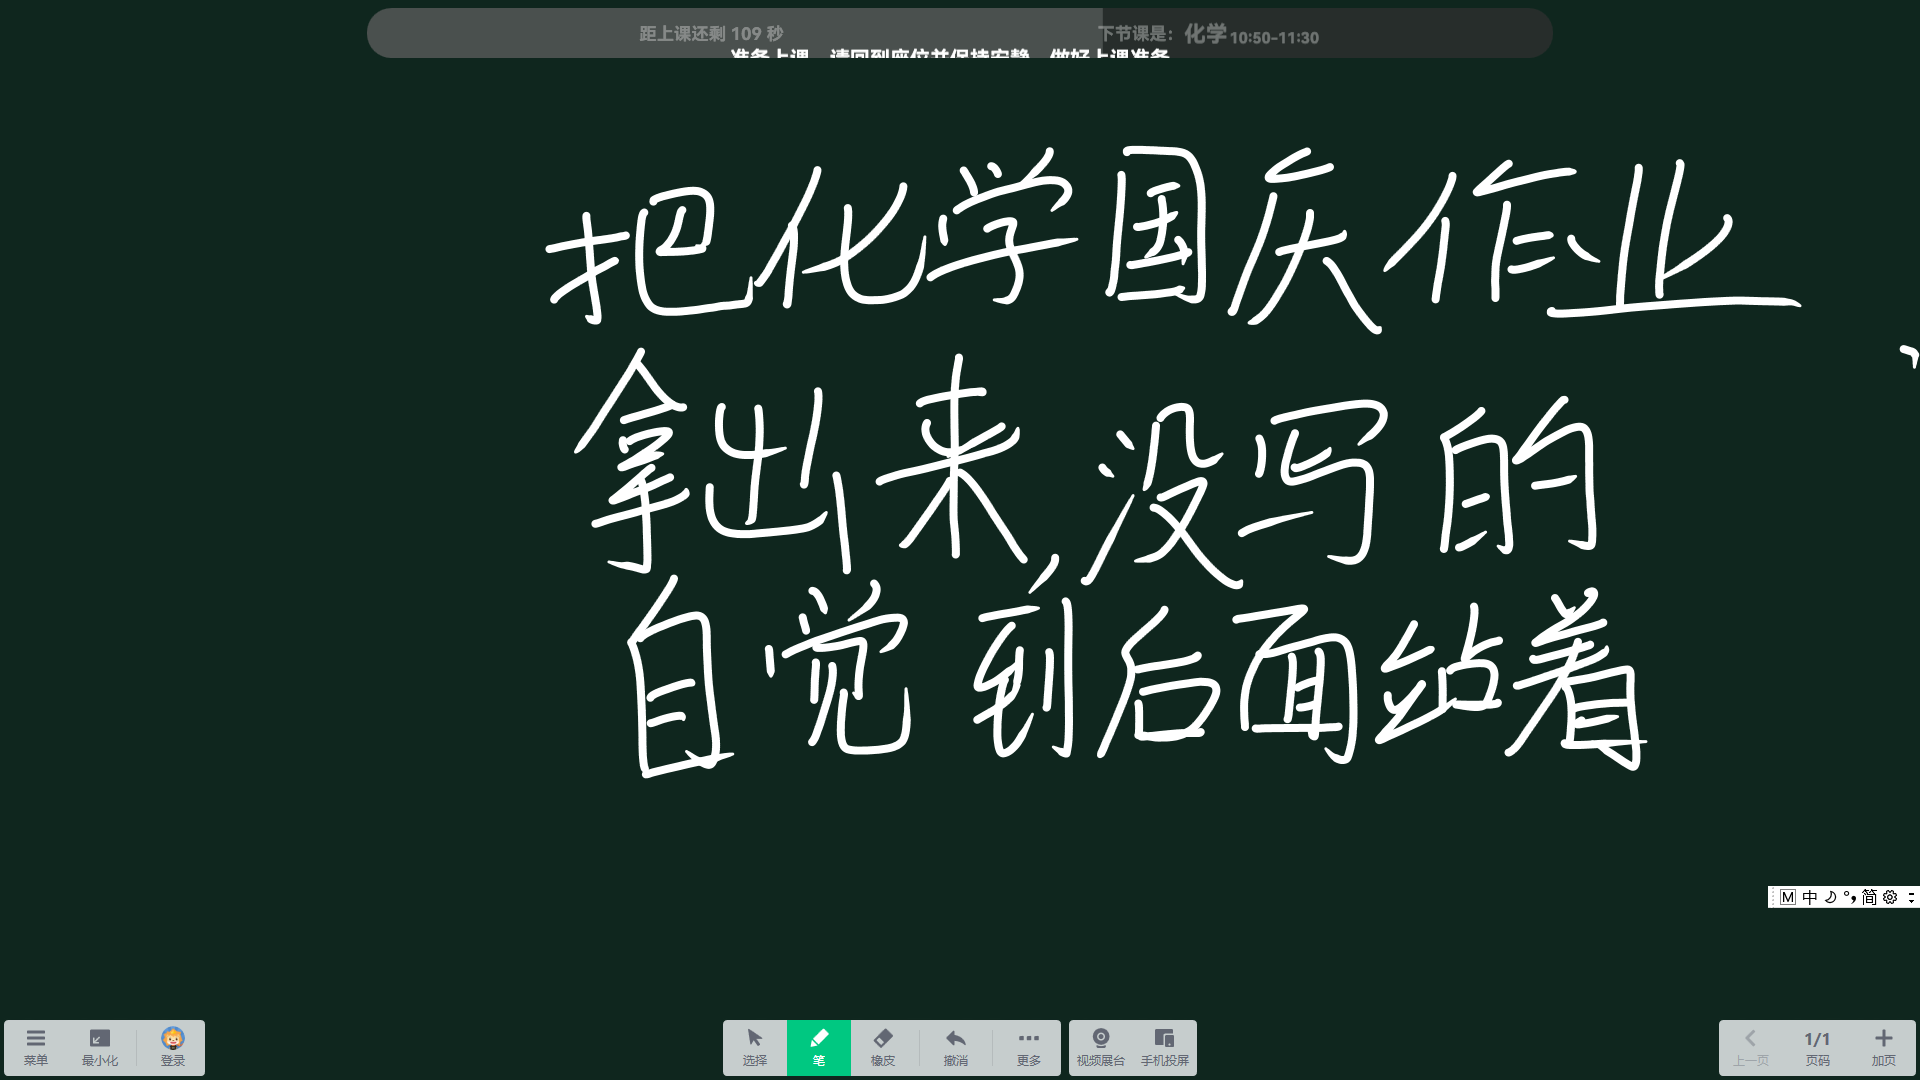 距上课还剩 109 秒 下节课是：化学 10:50-11:30
准备上课，请回到座位并保持安静，做好上课准备
把化学国庆作业
拿出来,没写的
自觉到后面站着
M 中 简
菜单 最小化 登录 选择 笔 橡皮 撤消 更多 视频展台 手机投屏 上一页 1/1 页码 加页